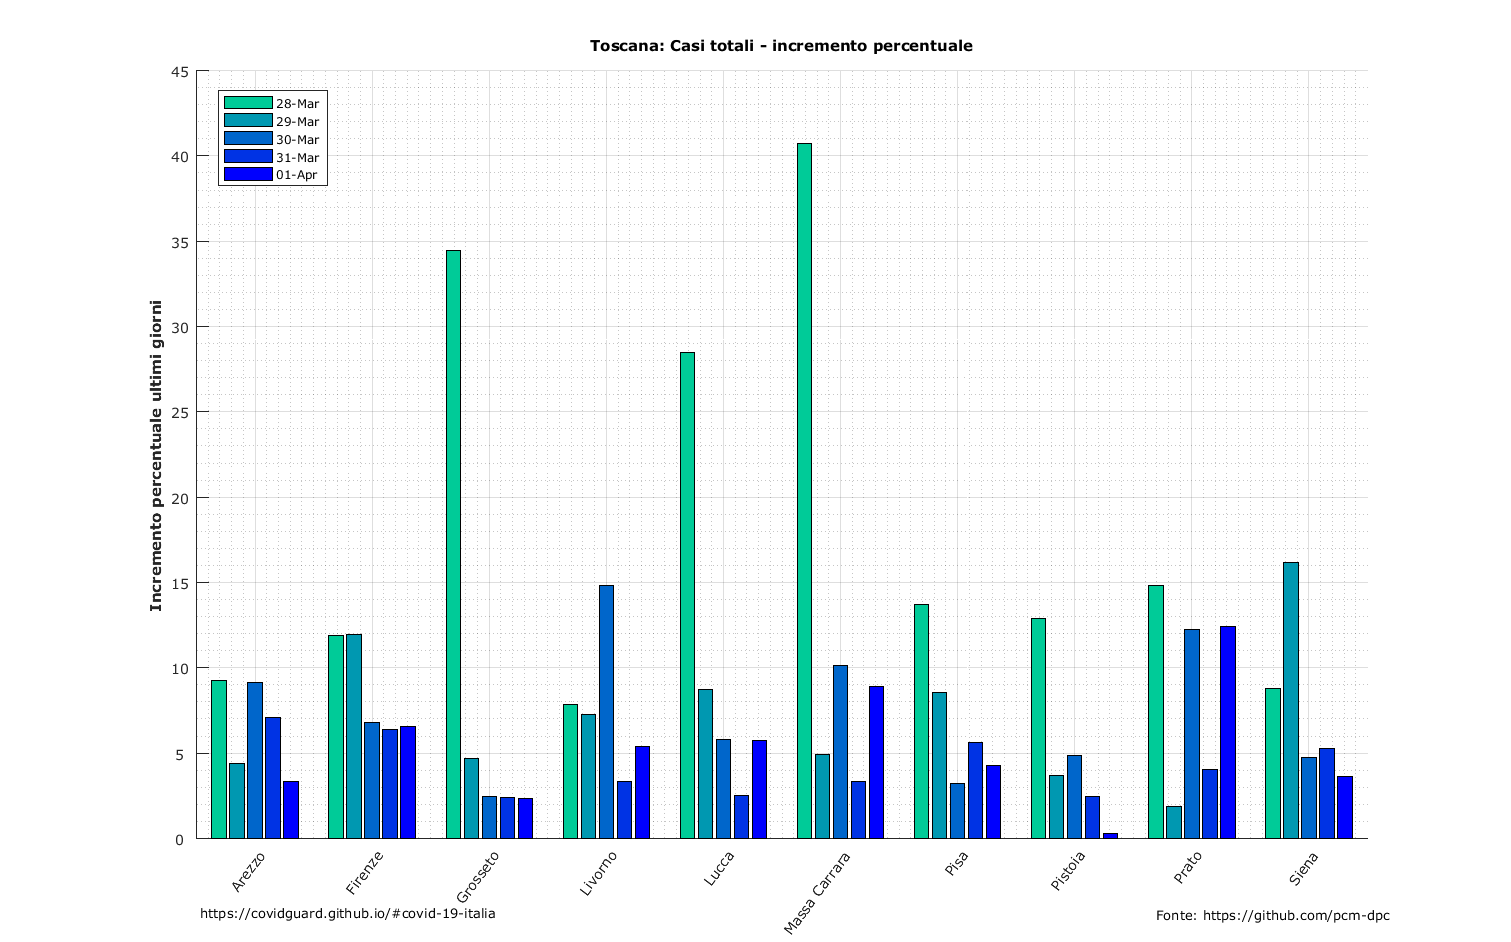 Toscana: Casi totali - incremento percentuale
45
40
35
30
25
20
15
10
5
0
Incremento percentuale ultimi giorni
28-Mar
29-Mar
30-Mar
31-Mar
01-Apr
Arezzo
Firenze
Grosseto
Livorno
Lucca
Massa Carrara
Pisa
Pistoia
Prato
Siena
https://covidguard.github.io/#covid-19-italia
Fonte: https://github.com/pcm-dpc